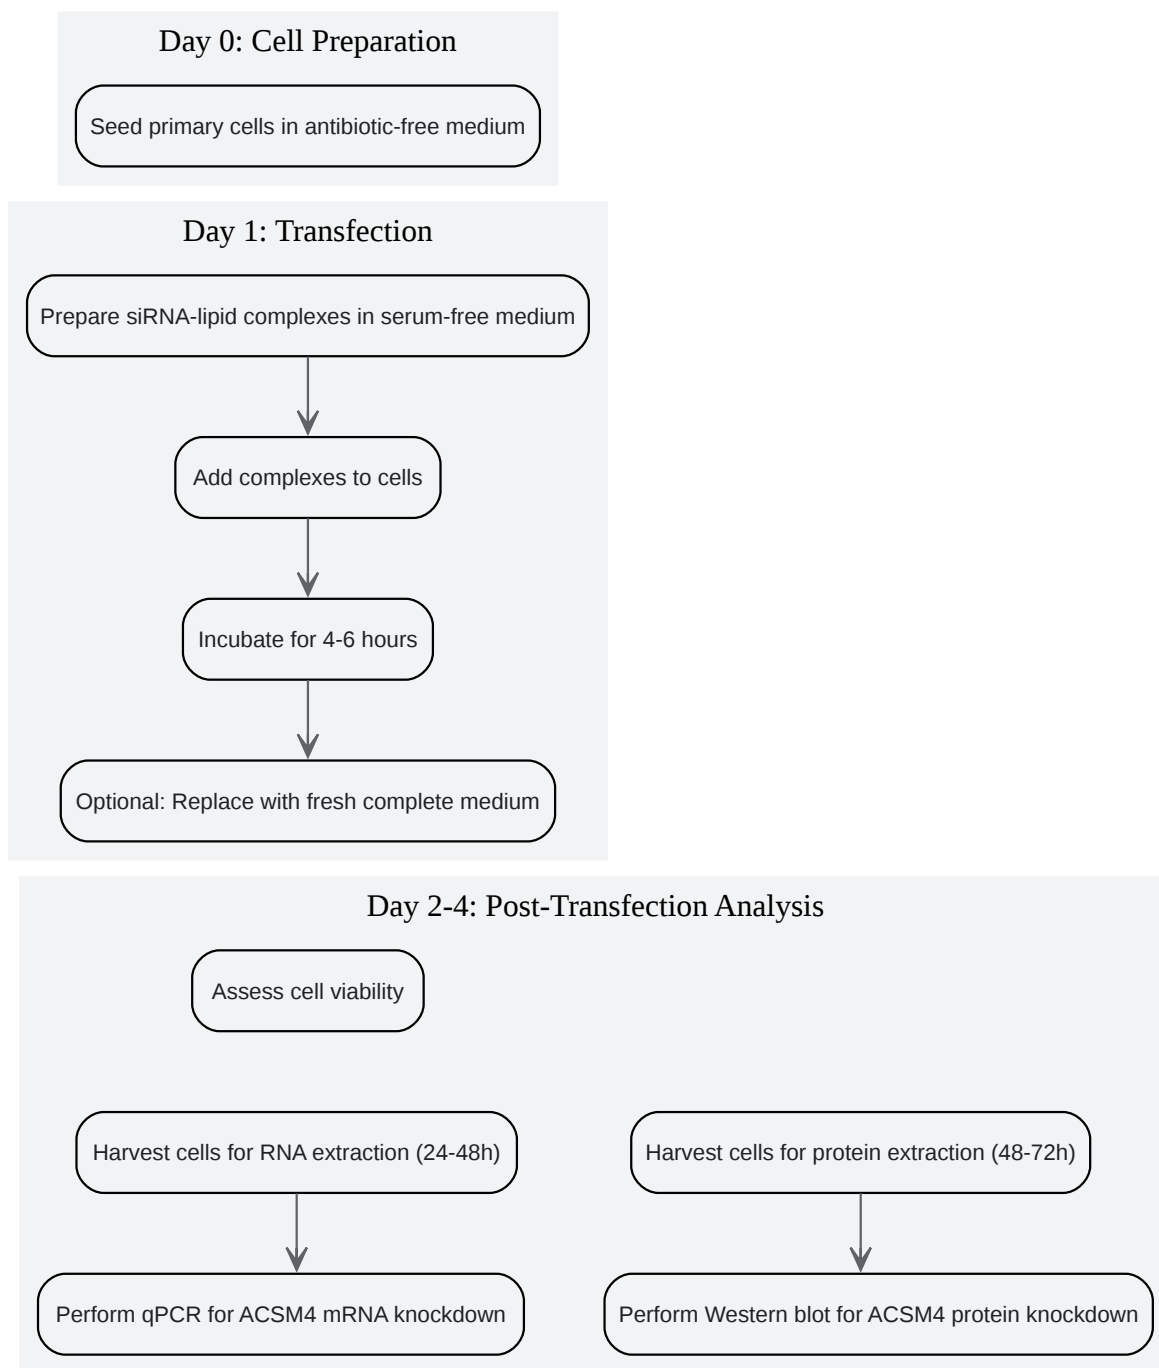 Day 0: Cell Preparation
Seed primary cells in antibiotic-free medium
Day 1: Transfection
Prepare siRNA-lipid complexes in serum-free medium
Add complexes to cells
Incubate for 4-6 hours
Optional: Replace with fresh complete medium
Day 2-4: Post-Transfection Analysis
Assess cell viability
Harvest cells for RNA extraction (24-48h)
Harvest cells for protein extraction (48-72h)
Perform qPCR for ACSM4 mRNA knockdown
Perform Western blot for ACSM4 protein knockdown